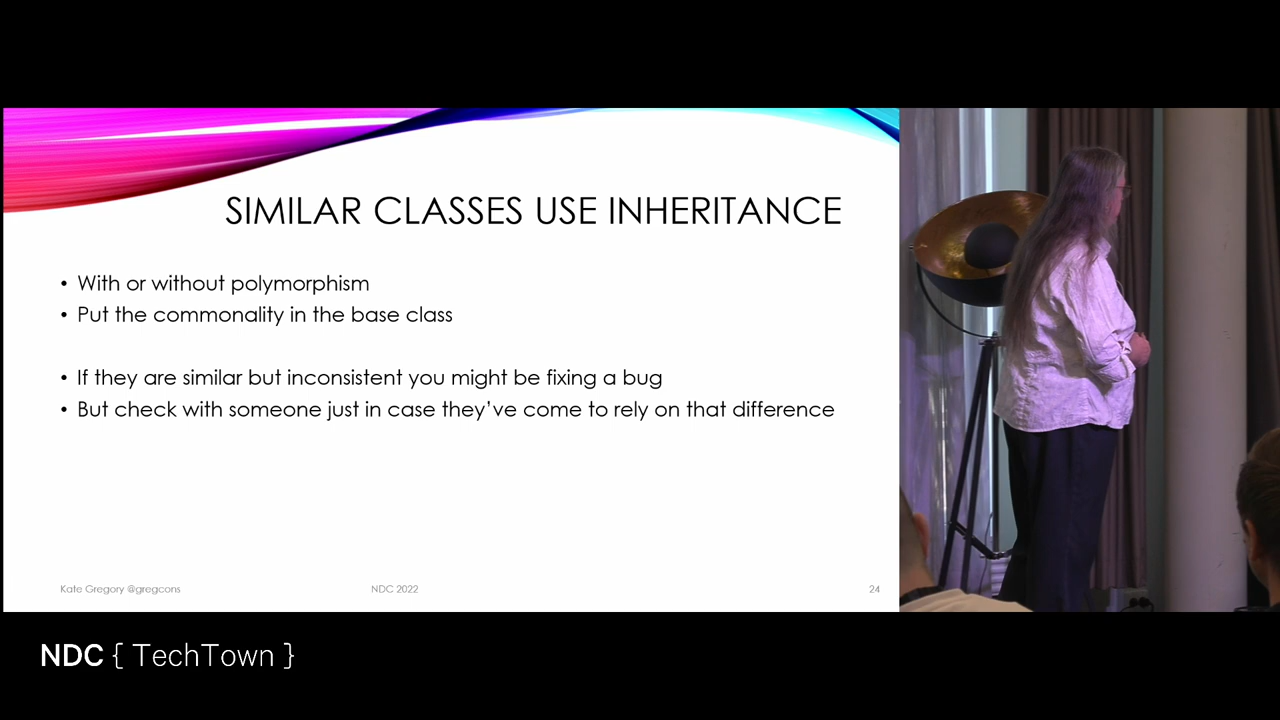 SIMILAR CLASSES USE INHERITANCE
• With or without polymorphism
• Put the commonality in the base class
• If they are similar but inconsistent you might be fixing a bug
• But check with someone just in case they've come to rely on that difference
Kate Gregory @gregcons
NDC 2022
24
NDC { TechTown }